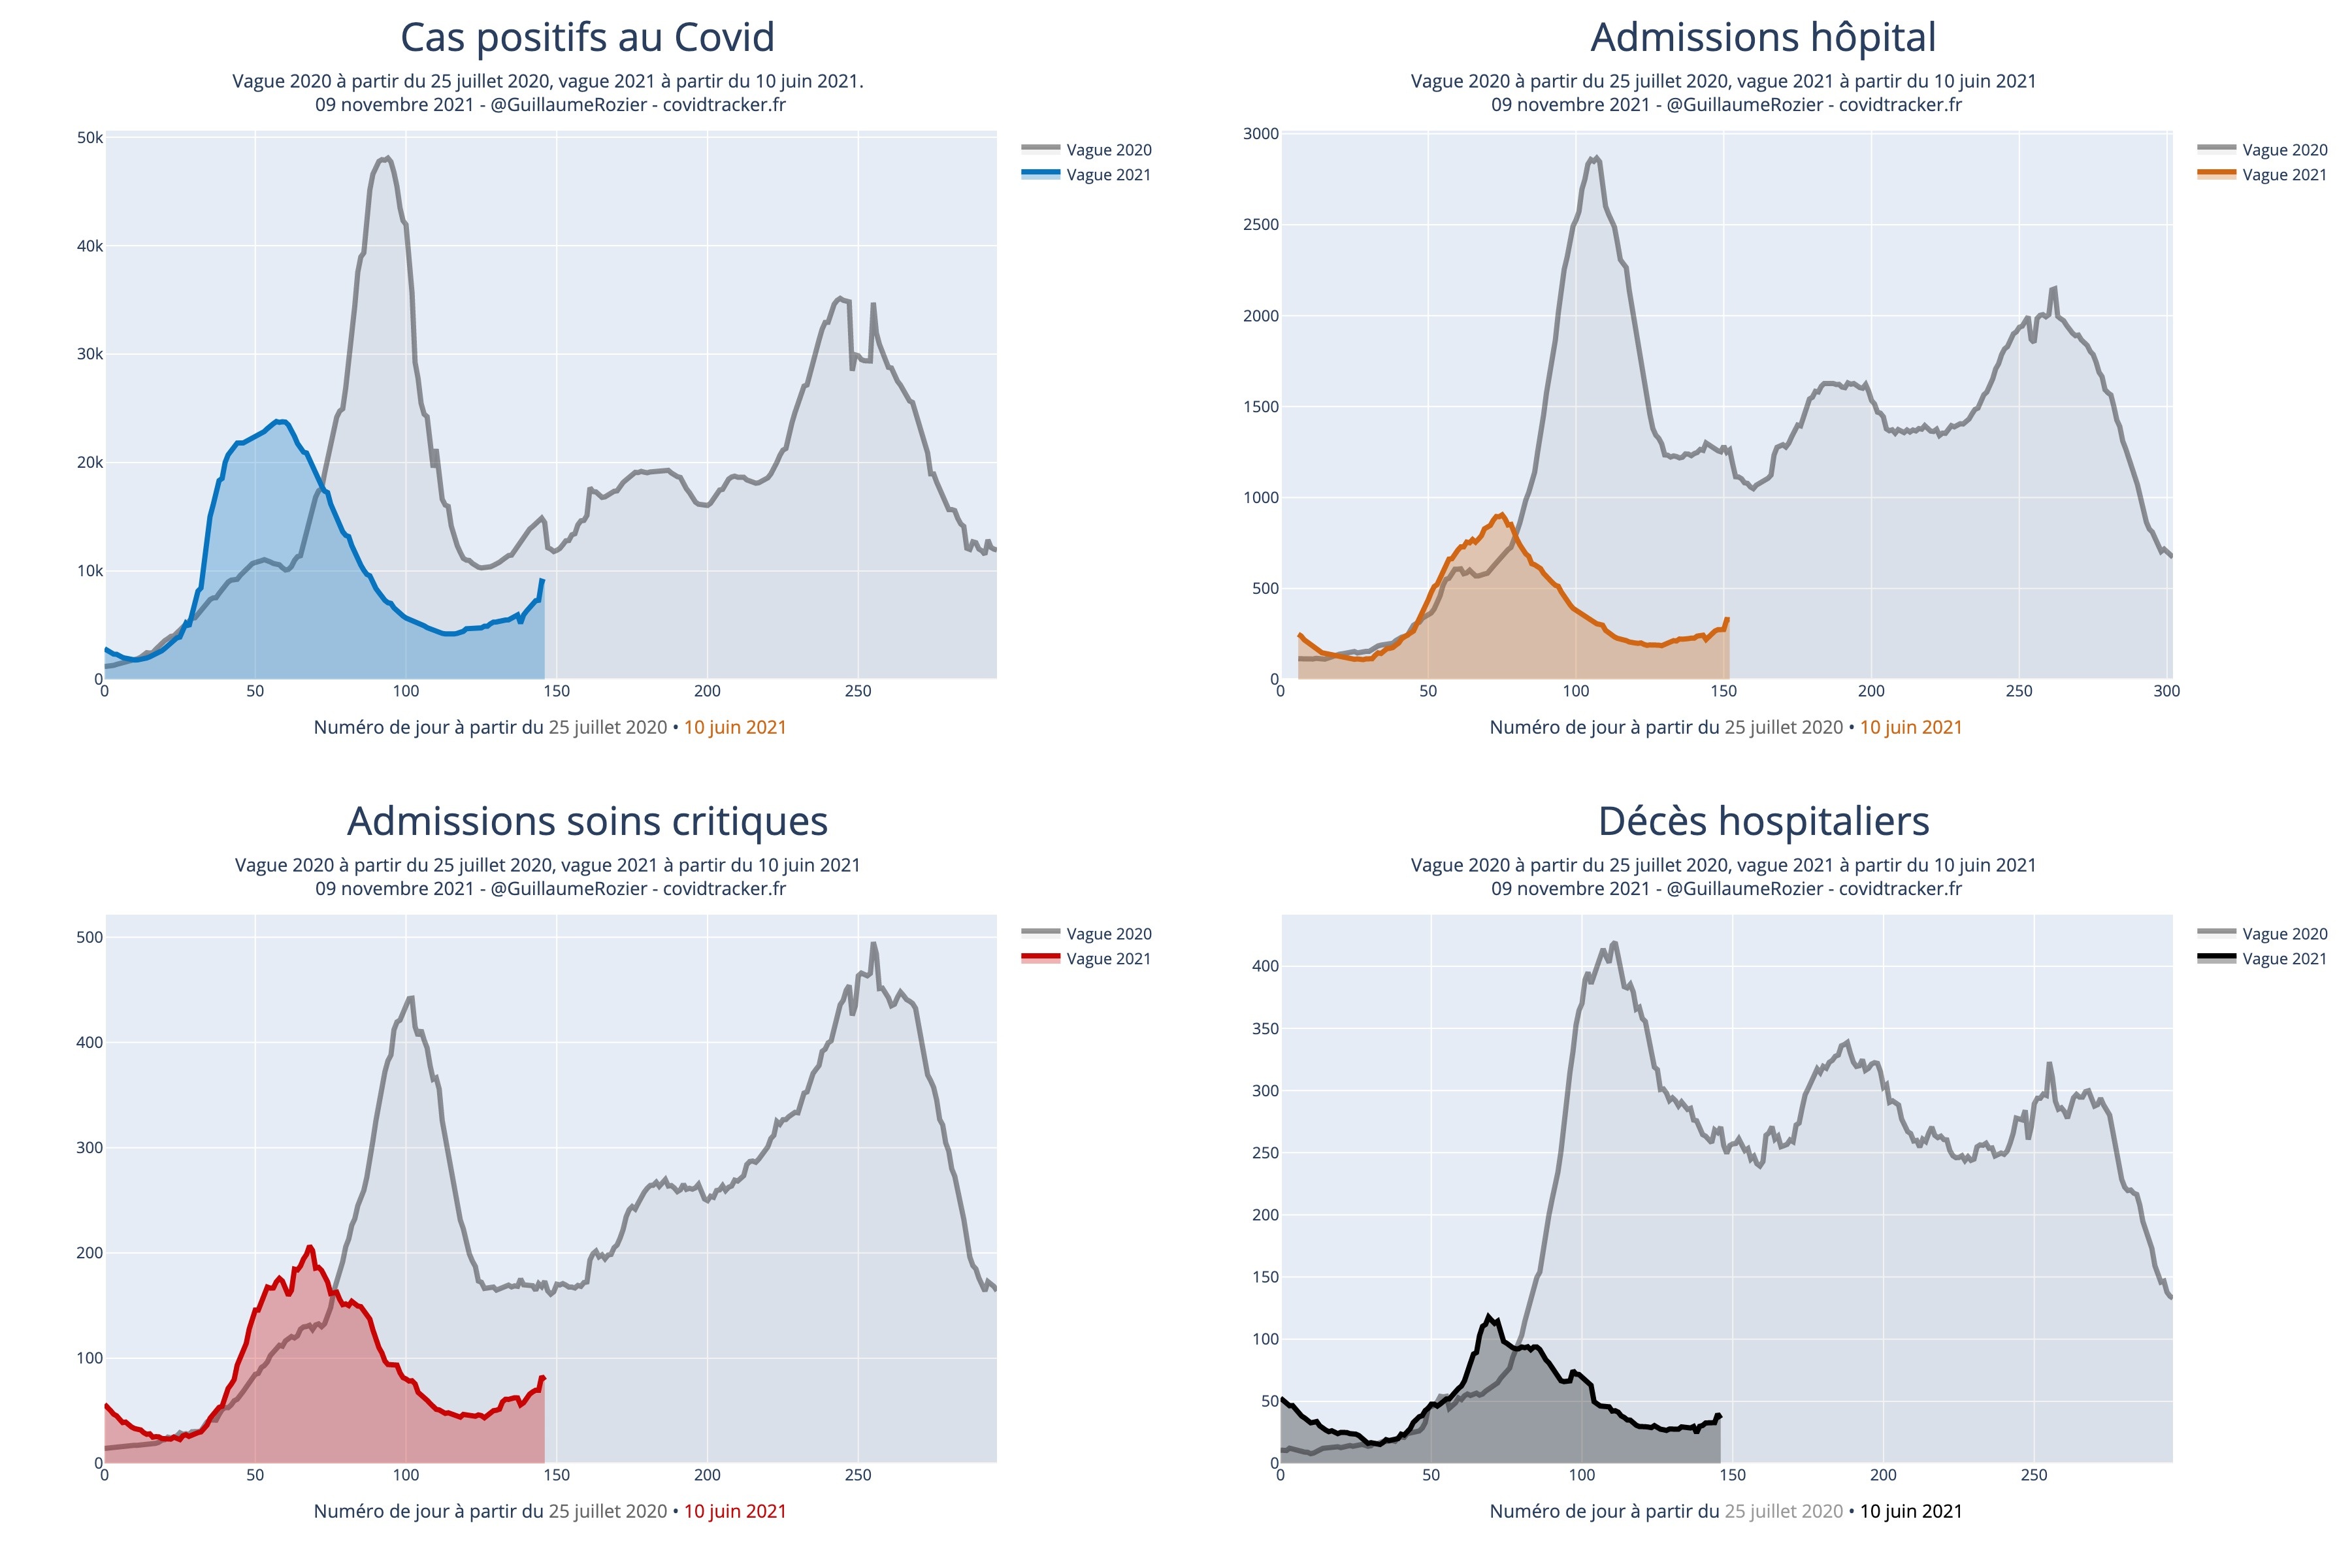 Cas positifs au Covid
Vague 2020 à partir du 25 juillet 2020, vague 2021 à partir du 10 juin 2021.
09 novembre 2021 - @GuillaumeRozier - covidtracker.fr
50k
40k
30k
20k
10k
0
0 50 100 150 200 250
Vague 2020
Vague 2021
Numéro de jour à partir du 25 juillet 2020 • 10 juin 2021
Admissions hôpital
Vague 2020 à partir du 25 juillet 2020, vague 2021 à partir du 10 juin 2021
09 novembre 2021 - @GuillaumeRozier - covidtracker.fr
3000
2500
2000
1500
1000
500
0
0 50 100 150 200 250 300
Vague 2020
Vague 2021
Numéro de jour à partir du 25 juillet 2020 • 10 juin 2021
Admissions soins critiques
Vague 2020 à partir du 25 juillet 2020, vague 2021 à partir du 10 juin 2021
09 novembre 2021 - @GuillaumeRozier - covidtracker.fr
500
400
300
200
100
0
0 50 100 150 200 250
Vague 2020
Vague 2021
Numéro de jour à partir du 25 juillet 2020 • 10 juin 2021
Décès hospitaliers
Vague 2020 à partir du 25 juillet 2020, vague 2021 à partir du 10 juin 2021
09 novembre 2021 - @GuillaumeRozier - covidtracker.fr
400
350
300
250
200
150
100
50
0
0 50 100 150 200 250
Vague 2020
Vague 2021
Numéro de jour à partir du 25 juillet 2020 • 10 juin 2021